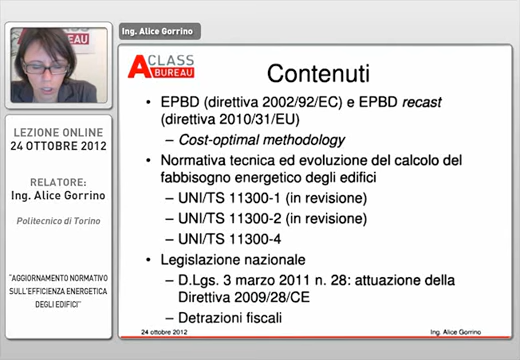 BUREAU
LEZIONE ONLINE
24 OTTOBRE 2012
RELATORE:
Ing. Alice Gorrino
Politecnico di Torino
"AGGIORNAMENTO NORMATIVO
SULL'EFFICIENZA ENERGETICA
DEGLI EDIFICI"
Ing. Alice Gorrino
ACLASS
BUREAU
Contenuti
• EPBD (direttiva 2002/92/EC) e EPBD recast
(direttiva 2010/31/EU)
– Cost-optimal methodology
• Normativa tecnica ed evoluzione del calcolo del
fabbisogno energetico degli edifici
– UNI/TS 11300-1 (in revisione)
– UNI/TS 11300-2 (in revisione)
– UNI/TS 11300-4
• Legislazione nazionale
– D.Lgs. 3 marzo 2011 n. 28: attuazione della
Direttiva 2009/28/CE
– Detrazioni fiscali
24 ottobre 2012
Ing. Alice Gorrino